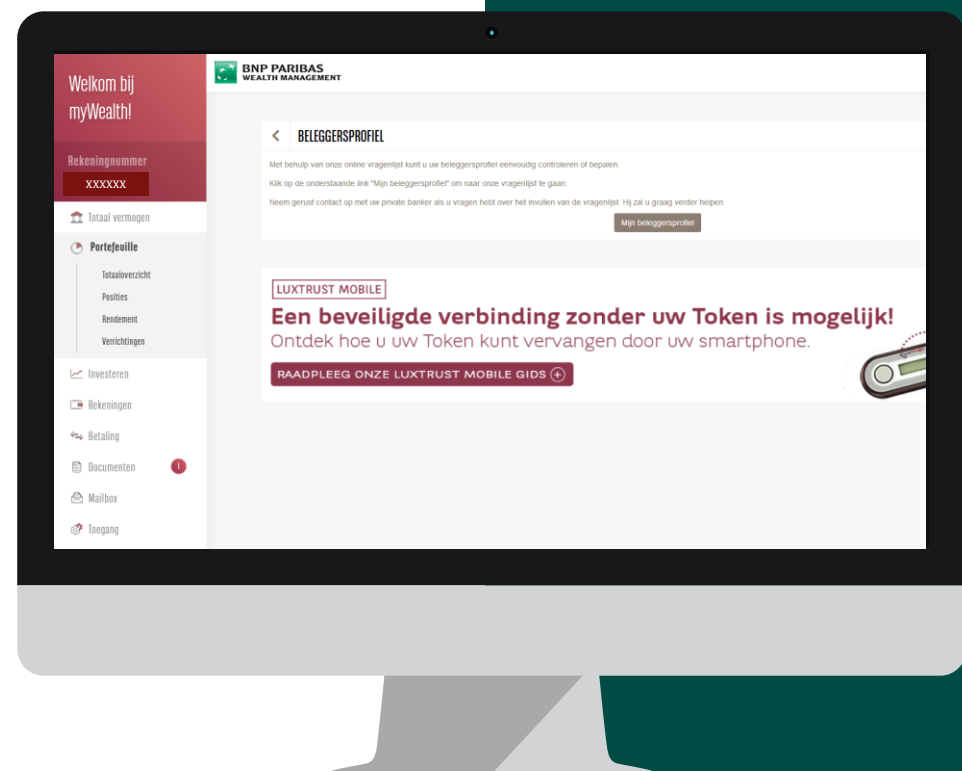 Welkom bij
myWealth!
Rekeningnummer
XXXXXX
Totaal vermogen
Portefeuille
Totaaloverzicht
Posities
Rendement
Verrichtingen
Investeren
Rekeningen
Betaling
Documenten
1
Mailbox
Toegang
BNP PARIBAS
WEALTH MANAGEMENT
BELEGGERSPROFIEL
Met behulp van onze online vragenlijst kunt u uw beleggersprofiel eenvoudig controleren of bepalen.
Klik op de onderstaande link "Mijn beleggersprofiel" om naar onze vragenlijst te gaan.
Neem gerust contact op met uw private banker als u vragen hebt over het invullen van de vragenlijst. Hij zal u graag verder helpen.
Mijn beleggersprofiel
LUXTRUST MOBILE
Een beveiligde verbinding zonder uw Token is mogelijk!
Ontdek hoe u uw Token kunt vervangen door uw smartphone.
RAADPLEEG ONZE LUXTRUST MOBILE GIDS